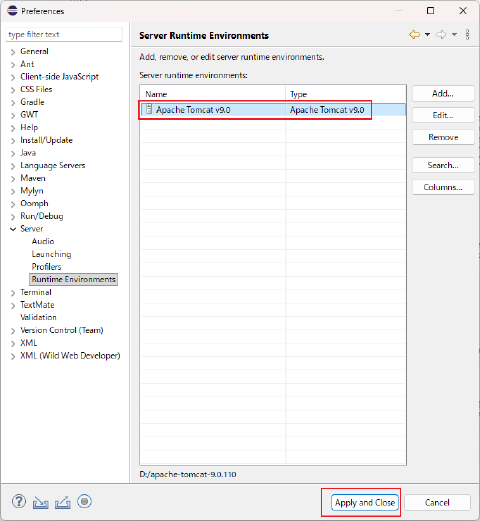 Preferences
type filter text
General
Ant
Client-side JavaScript
CSS Files
Gradle
GWT
Help
Install/Update
Java
Language Servers
Maven
Mylyn
Oomph
Run/Debug
Server
Audio
Launching
Profilers
Runtime Environments
Terminal
TextMate
Validation
Version Control (Team)
XML
XML (Wild Web Developer)
Server Runtime Environments
Add, remove, or edit server runtime environments.
Server runtime environments:
Name Type
Apache Tomcat v9.0 Apache Tomcat v9.0
Add...
Edit...
Remove
Search...
Columns...
D:/apache-tomcat-9.0.110
Apply and Close Cancel